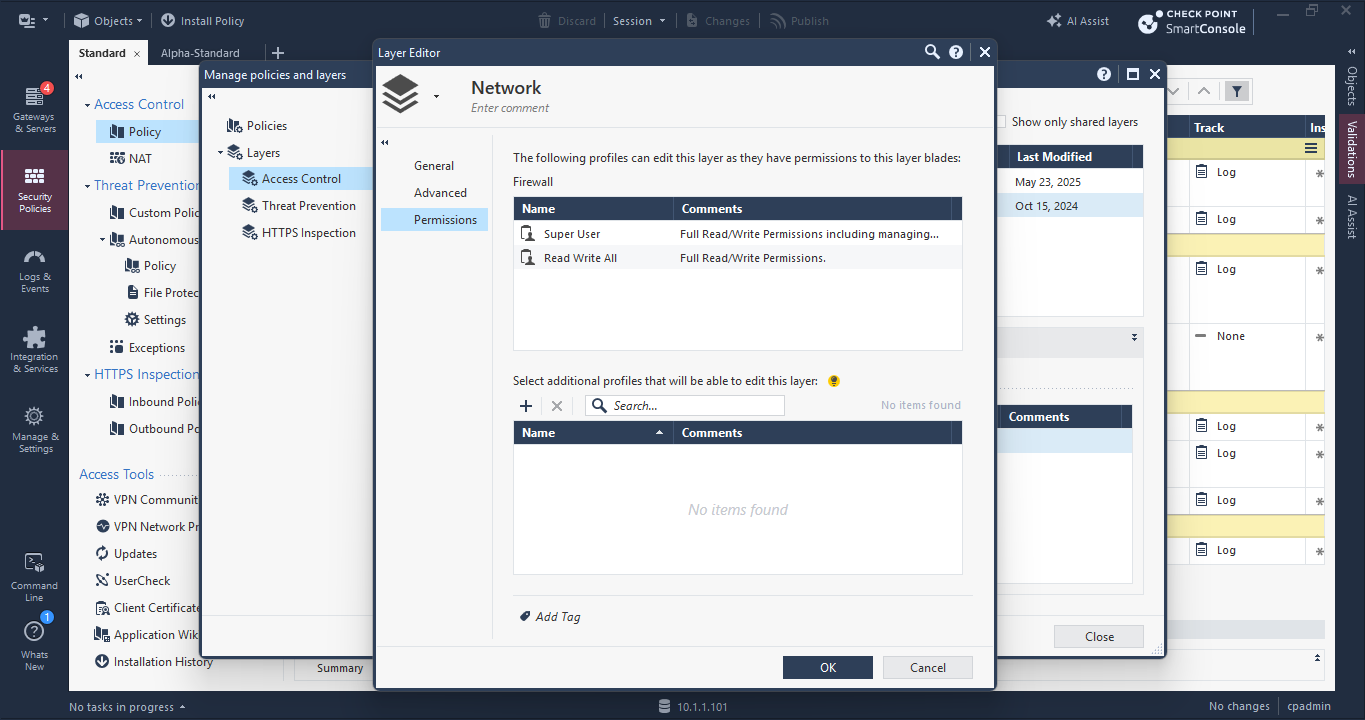 Objects
Install Policy
Discard
Session
Changes
Publish
AI Assist
CHECK POINT
SmartConsole
Standard
Alpha-Standard
4
Gateways
& Servers
Security
Policies
Logs &
Events
Integration
& Services
Manage &
Settings
Command
Line
1
Whats
New
Access Control
Policy
NAT
Threat Prevention
Custom Polic
Autonomous
Policy
File Protec
Settings
Exceptions
HTTPS Inspection
Inbound Poli
Outbound Po
Access Tools
VPN Communit
VPN Network Pr
Updates
UserCheck
Client Certificate
Application Wik
Installation History
Manage policies and layers
Policies
Layers
Access Control
Threat Prevention
HTTPS Inspection
Layer Editor
Network
Enter comment
General
Advanced
Permissions
The following profiles can edit this layer as they have permissions to this layer blades:
Firewall
Name Comments
Super User Full Read/Write Permissions including managing...
Read Write All Full Read/Write Permissions.
Select additional profiles that will be able to edit this layer:
Search...
No items found
Name Comments
No items found
Add Tag
OK
Cancel
Show only shared layers
Last Modified
May 23, 2025
Oct 15, 2024
Comments
Close
Summary
Track Ins
Log
Log
Log
None
Log
Log
Log
Log
Objects
Validations
AI Assist
No tasks in progress
10.1.1.101
No changes
cpadmin